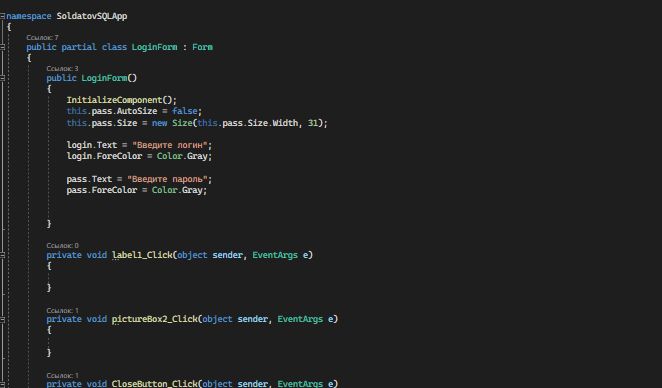 namespace SoldatovSQLApp
{
Ссылок: 7
public partial class LoginForm : Form
{
Ссылок: 3
public LoginForm()
{
InitializeComponent();
this.pass.AutoSize = false;
this.pass.Size = new Size(this.pass.Size.Width, 31);
login.Text = "Введите логин";
login.ForeColor = Color.Gray;
pass.Text = "Введите пароль";
pass.ForeColor = Color.Gray;
}
Ссылок: 0
private void label1_Click(object sender, EventArgs e)
{
}
Ссылок: 1
private void pictureBox2_Click(object sender, EventArgs e)
{
}
Ссылок: 1
private void CloseButton_Click(object sender, EventArgs e)